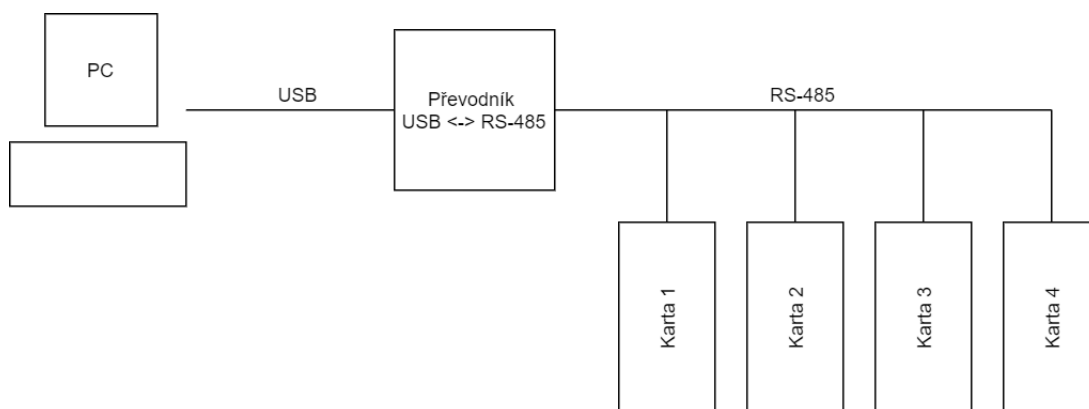 PC
USB
Převodník
USB <-> RS-485
RS-485
Karta 1
Karta 2
Karta 3
Karta 4